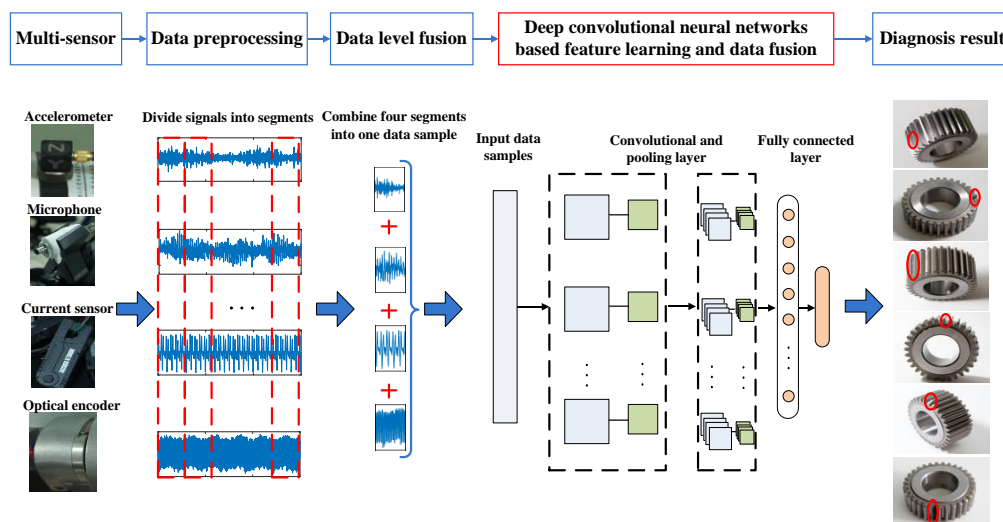 Multi-sensor
Data preprocessing
Data level fusion
Deep convolutional neural networks
based feature learning and data fusion
Diagnosis result
Accelerometer
Microphone
Current sensor
Optical encoder
Divide signals into segments
Combine four segments
into one data sample
Input data
samples
Convolutional and
pooling layer
Fully connected
layer